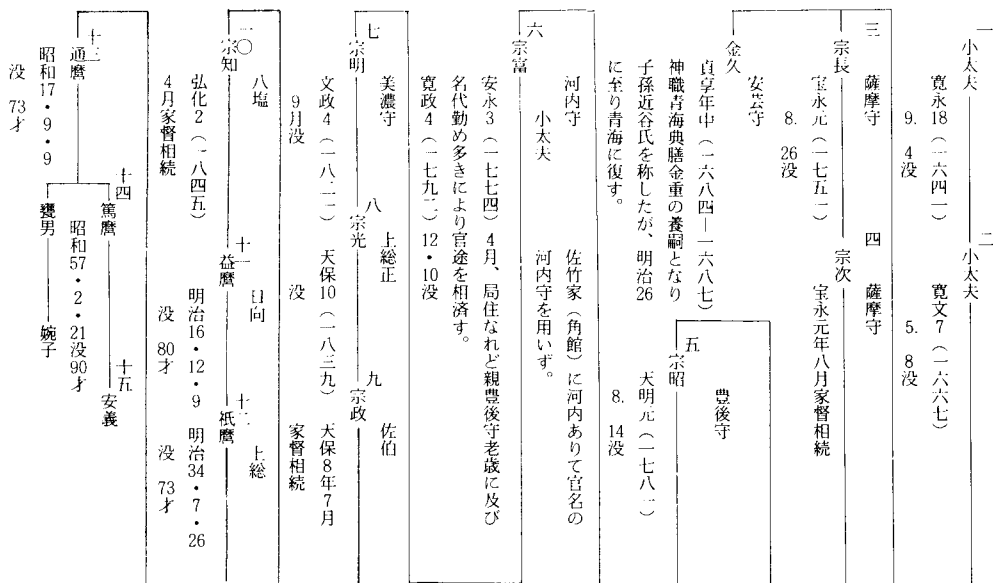 一
小太夫
寛永18（一六四一）
9.4没
二
小太夫
寛文7（一六六七）
5.8没
三
薩摩守
宗長
宝永元（一七五一）
8.26没
四
薩摩守
宗次
宝永元年八月家督相続
金久
安芸守
貞享年中（一六八四―一六八七）
神職青海典膳金重の養嗣となり
子孫近谷氏を称したが、明治26
に至り青海に復す。
五
宗昭
豊後守
天明元（一七八一）
8.14没
六
宗富
河内守
小太夫
佐竹家（角館）に河内ありて官名の
河内守を用いず。
安永3（一七七四）4月、局住なれど親豊後守老歳に及び
名代勤め多きにより官途を相済す。
寛政4（一七九二）12・10没
七
宗明
美濃守
文政4（一八二一）
9月没
八
上総正
宗光
天保10（一八三九）
没
九
佐伯
宗政
天保8年7月
家督相続
一〇
宗知
八塩
弘化2（一八四五）
4月家督相続
十一
日向
益麿
明治16・12・9
没 80才
十二
上総
祇麿
明治34・7・26
没 73才
十三
通麿
昭和17・9・9
没 73才
十四
篤麿
昭和57・2・21没90才
甕男
婉子
十五
安義